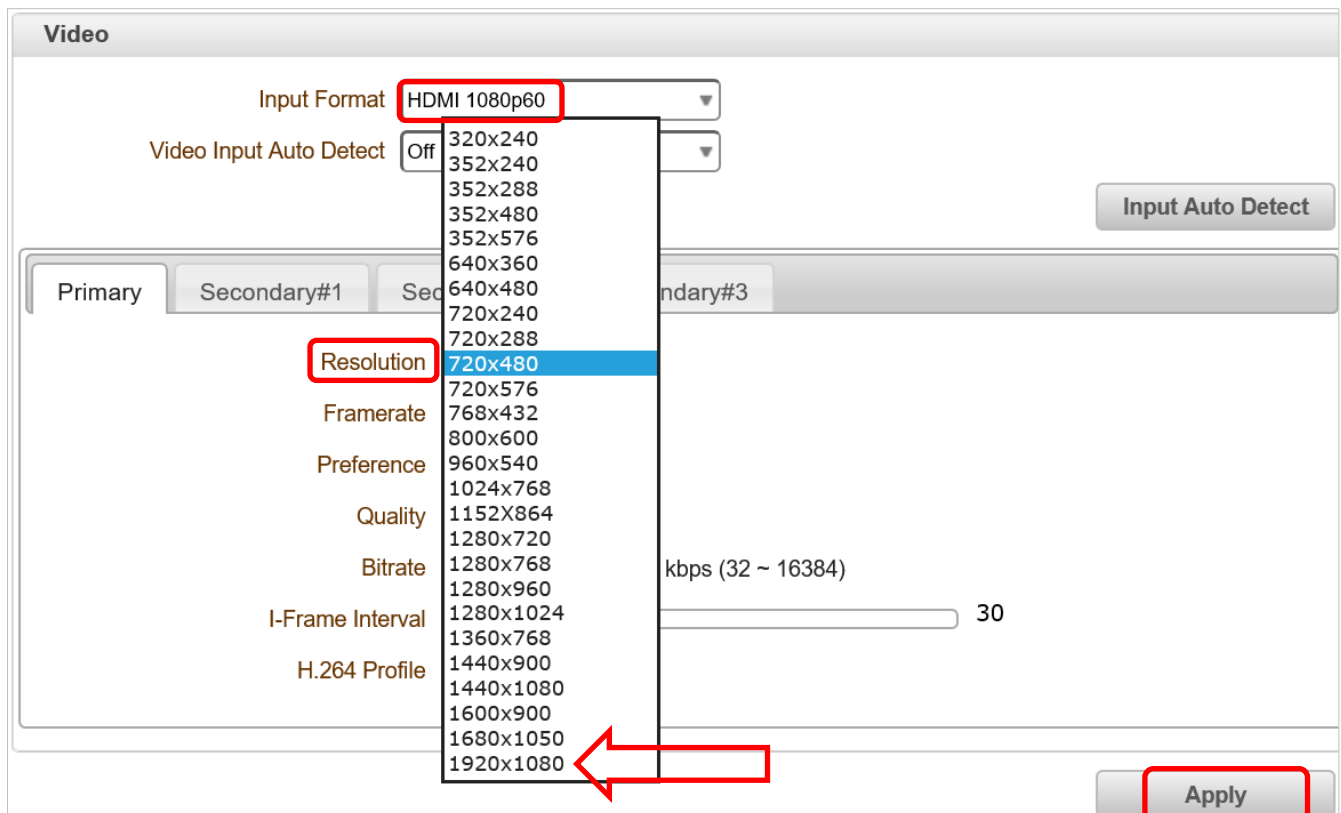 Video
Input Format HDMI 1080p60
Video Input Auto Detect Off
Input Auto Detect
Primary Secondary#1 Sec ndary#3
Resolution
Framerate
Preference
Quality
Bitrate kbps (32 ~ 16384)
I-Frame Interval 30
H.264 Profile
320x240
352x240
352x288
352x480
352x576
640x360
640x480
720x240
720x288
720x480
720x576
768x432
800x600
960x540
1024x768
1152X864
1280x720
1280x768
1280x960
1280x1024
1360x768
1440x900
1440x1080
1600x900
1680x1050
1920x1080
Apply